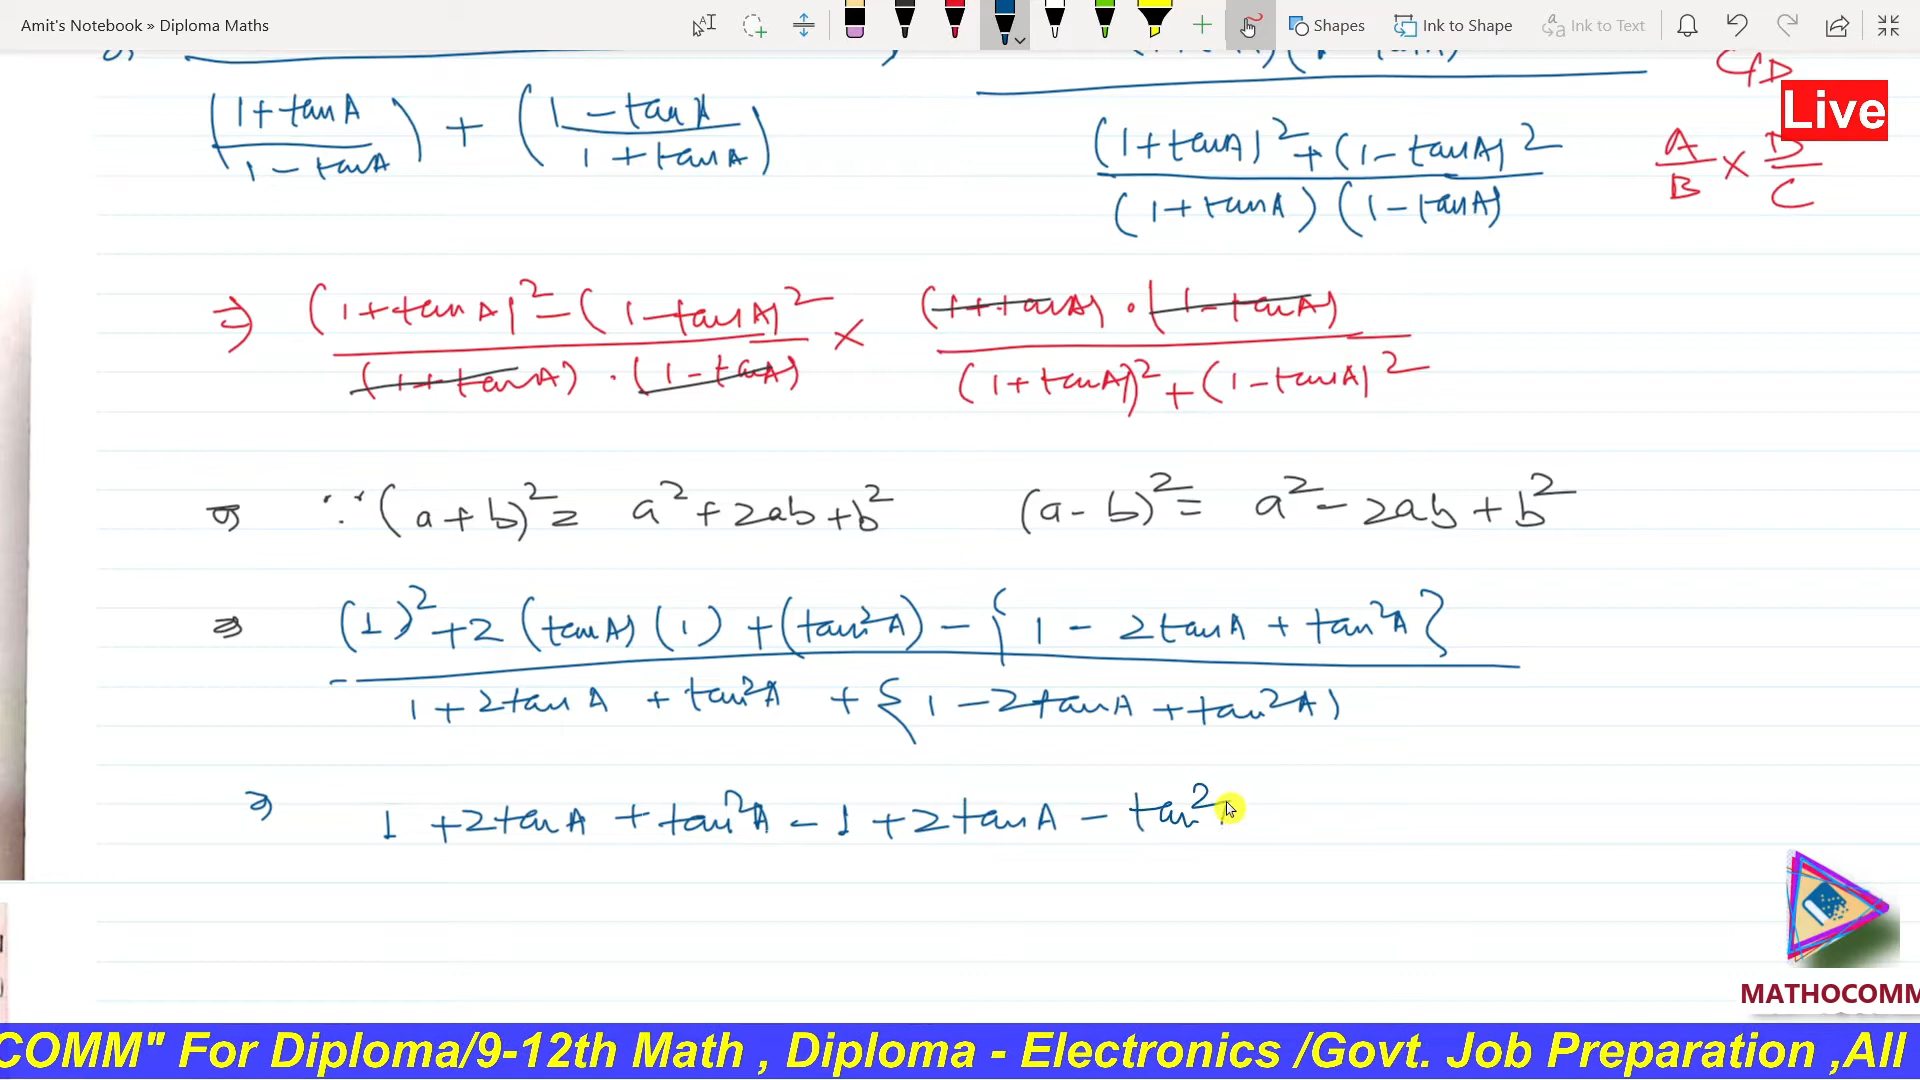 Amit's Notebook » Diploma Maths
Shapes
Ink to Shape
Ink to Text
Live
(1+tanA / 1-tanA) + (1-tanA / 1+tanA)
(1+tanA)²+(1-tanA)²
(1+tanA)(1-tanA)
A/B × D/C
⇒ (1+tanA)²-(1-tanA)² × (1+tanA)·(1-tanA)
(1+tanA)·(1-tanA) (1+tanA)²+(1-tanA)²
⇒ ∵ (a+b)² = a²+2ab+b² (a-b)² = a²-2ab+b²
⇒ (1)²+2(tanA)(1)+(tan²A)-{1-2tanA+tan²A}
1+2tanA+tan²A+{1-2tanA+tan²A)
⇒ 1+2tanA+tan²A-1+2tanA-tan²
MATHOCOMM
COMM" For Diploma/9-12th Math , Diploma - Electronics /Govt. Job Preparation ,All